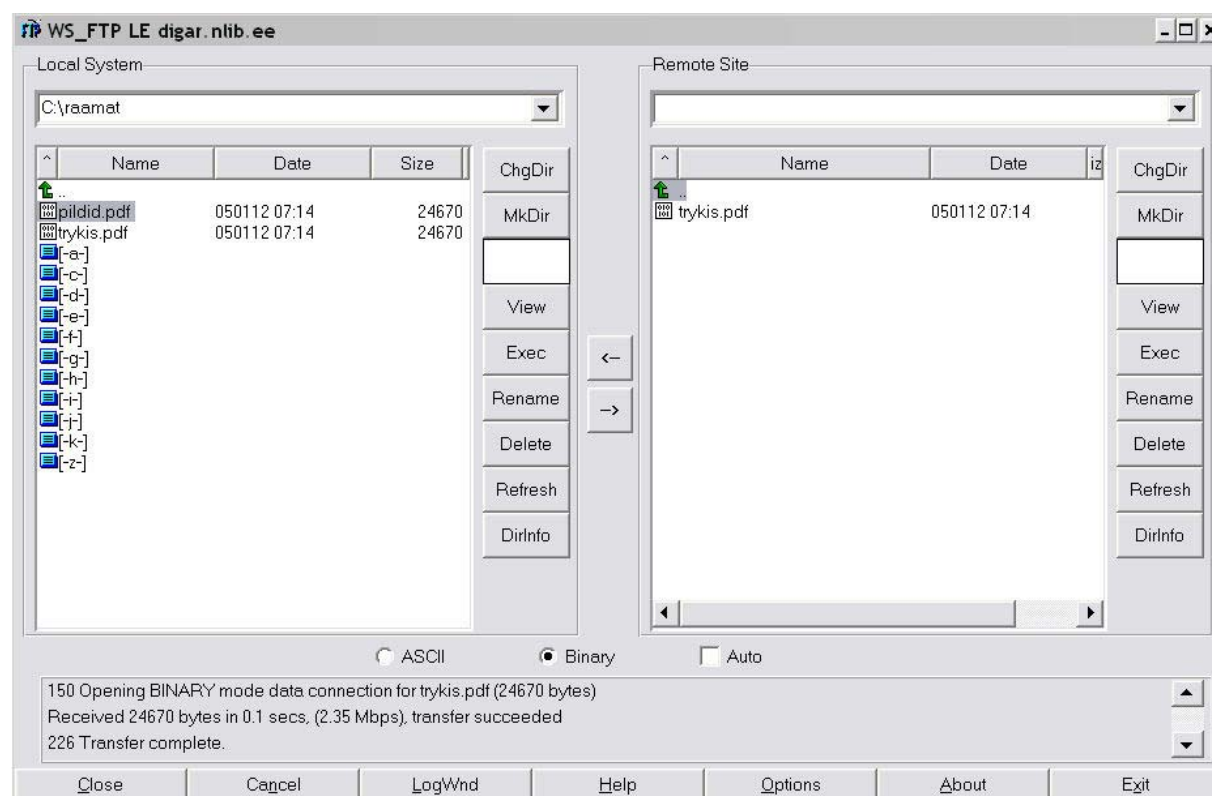 WS_FTP LE digar.nlib.ee
Local System
C:\raamat
^ Name Date Size
..
pildid.pdf 050112 07:14 24670
trykis.pdf 050112 07:14 24670
[-a-]
[-c-]
[-d-]
[-e-]
[-f-]
[-g-]
[-h-]
[-i-]
[-j-]
[-k-]
[-z-]
ChgDir
MkDir
View
Exec
Rename
Delete
Refresh
DirInfo
<--
-->
Remote Site
^ Name Date iz
..
trykis.pdf 050112 07:14
ChgDir
MkDir
View
Exec
Rename
Delete
Refresh
DirInfo
ASCII Binary Auto
150 Opening BINARY mode data connection for trykis.pdf (24670 bytes)
Received 24670 bytes in 0.1 secs, (2.35 Mbps), transfer succeeded
226 Transfer complete.
Close Cancel LogWnd Help Options About Exit